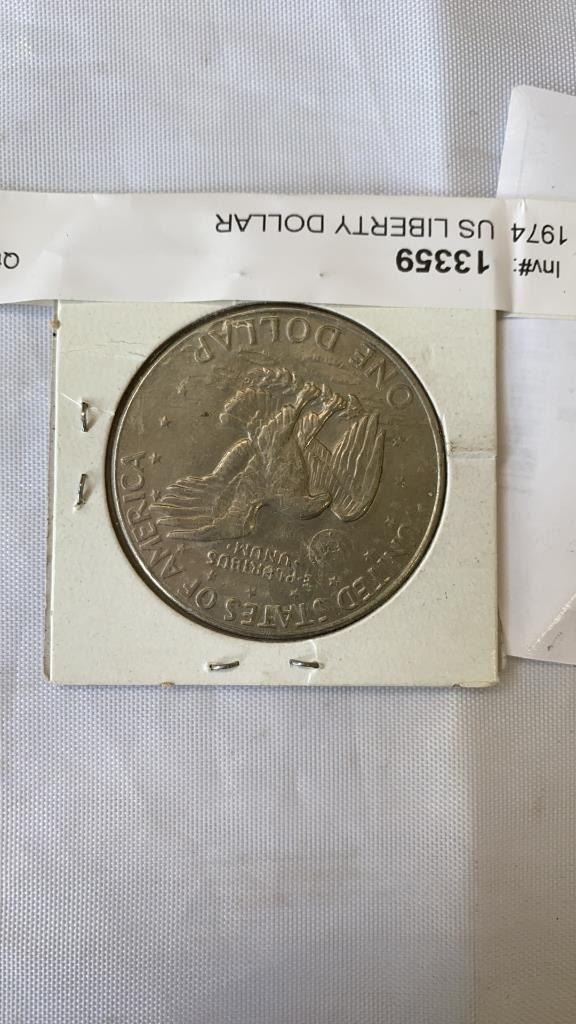 Inv#: 13359
1974 US LIBERTY DOLLAR
UNITED STATES OF AMERICA
E PLURIBUS
UNUM
ONE DOLLAR